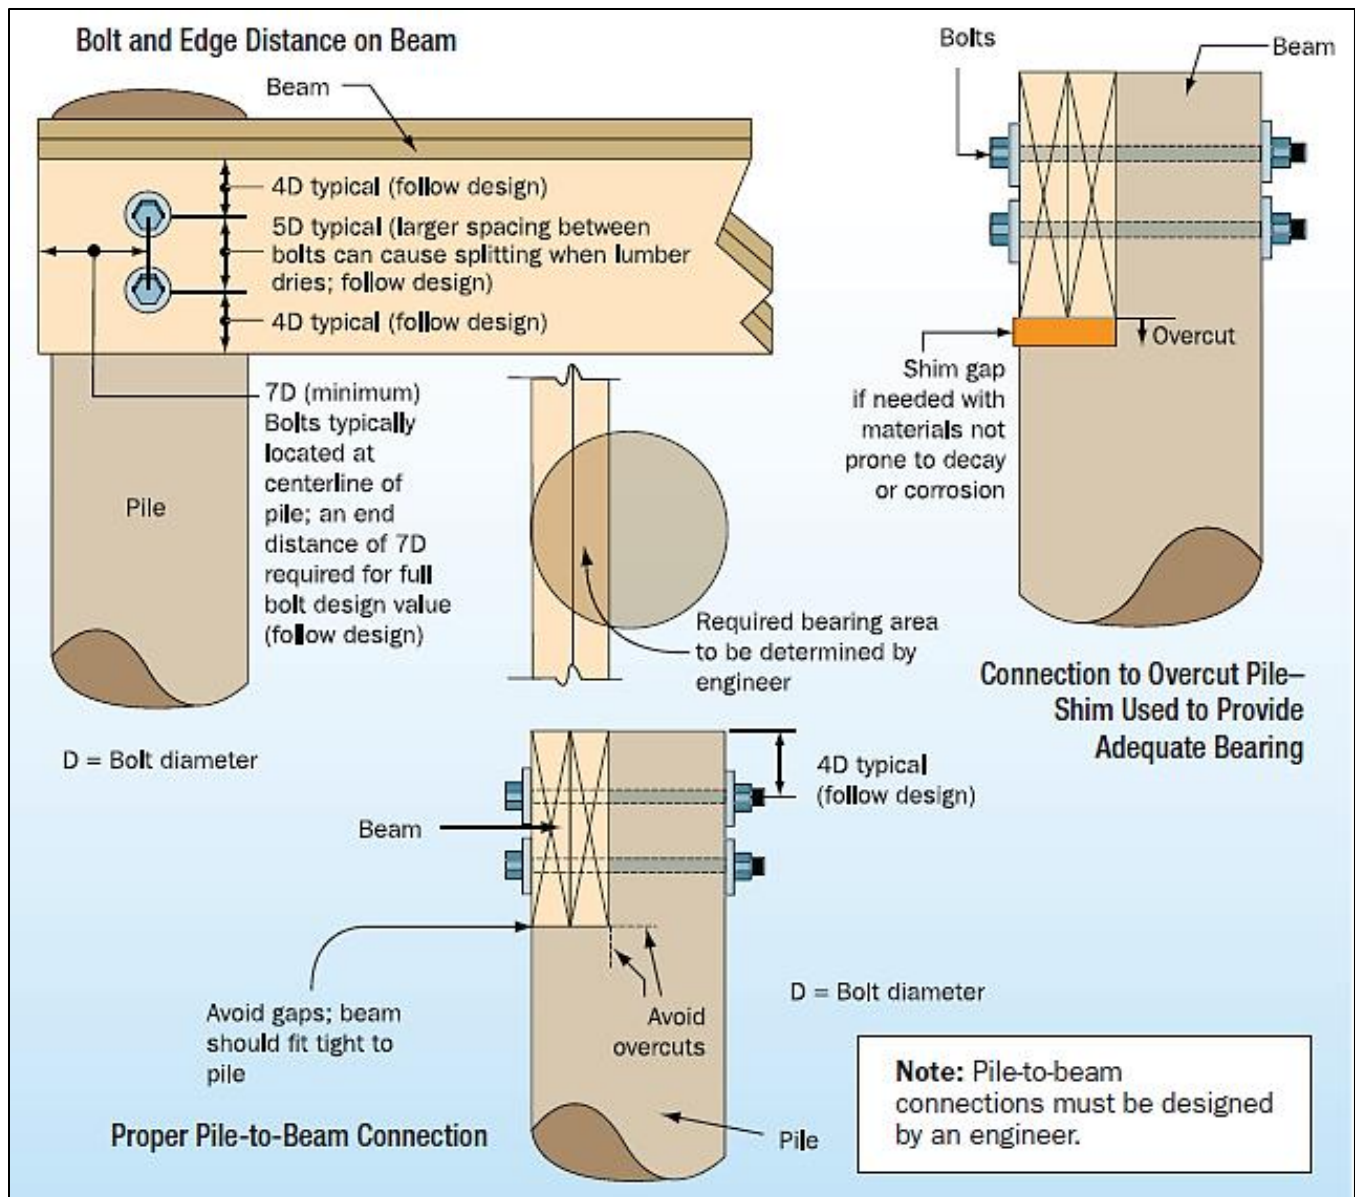 Bolt and Edge Distance on Beam
Beam
4D typical (follow design)
5D typical (larger spacing between
bolts can cause splitting when lumber
dries; follow design)
4D typical (follow design)
7D (minimum)
Bolts typically
located at
centerline of
pile; an end
distance of 7D
required for full
bolt design value
(follow design)
Pile
D = Bolt diameter
Required bearing area
to be determined by
engineer
Bolts
Beam
Overcut
Shim gap
if needed with
materials not
prone to decay
or corrosion
Connection to Overcut Pile–
Shim Used to Provide
Adequate Bearing
4D typical
(follow design)
Beam
Avoid gaps; beam
should fit tight to
pile
Avoid
overcuts
D = Bolt diameter
Pile
Proper Pile-to-Beam Connection
Note: Pile-to-beam
connections must be designed
by an engineer.